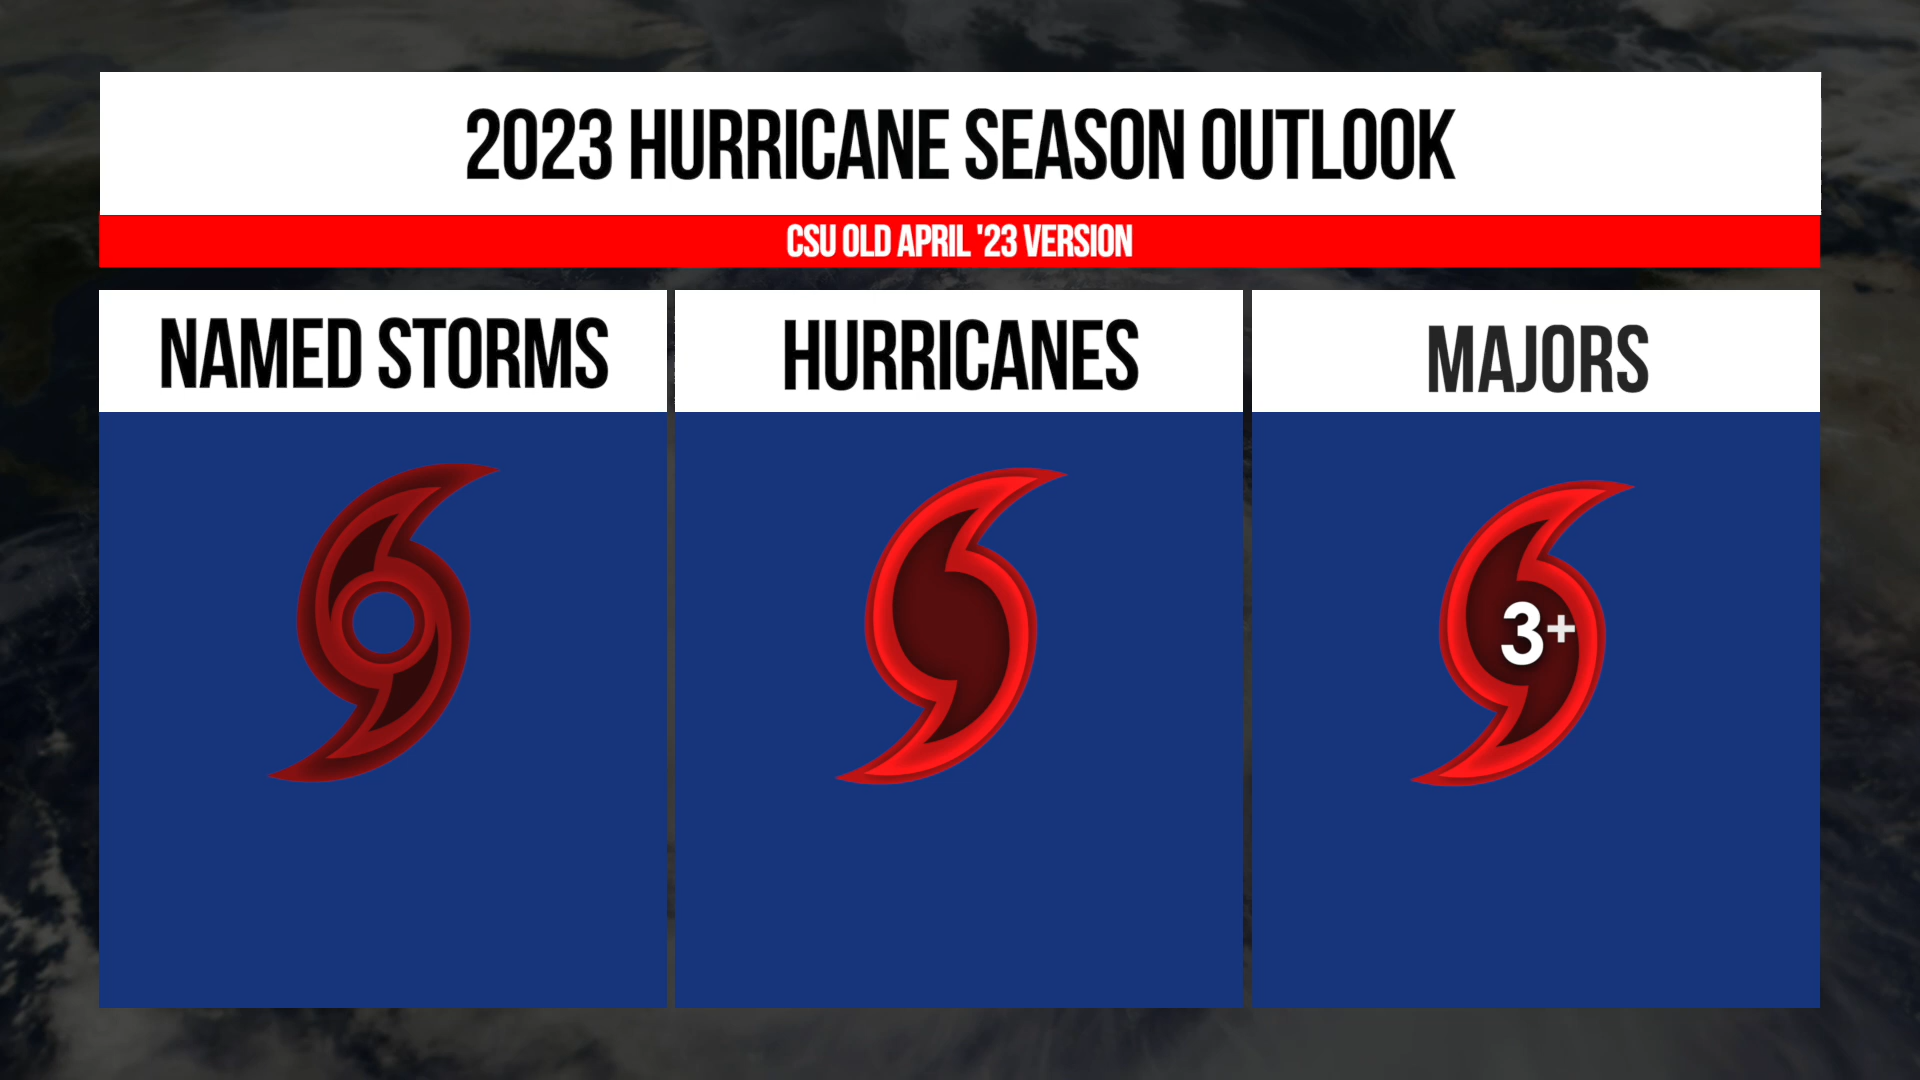 2023 HURRICANE SEASON OUTLOOK
CSU OLD APRIL '23 VERSION
NAMED STORMS
HURRICANES
MAJORS
3+